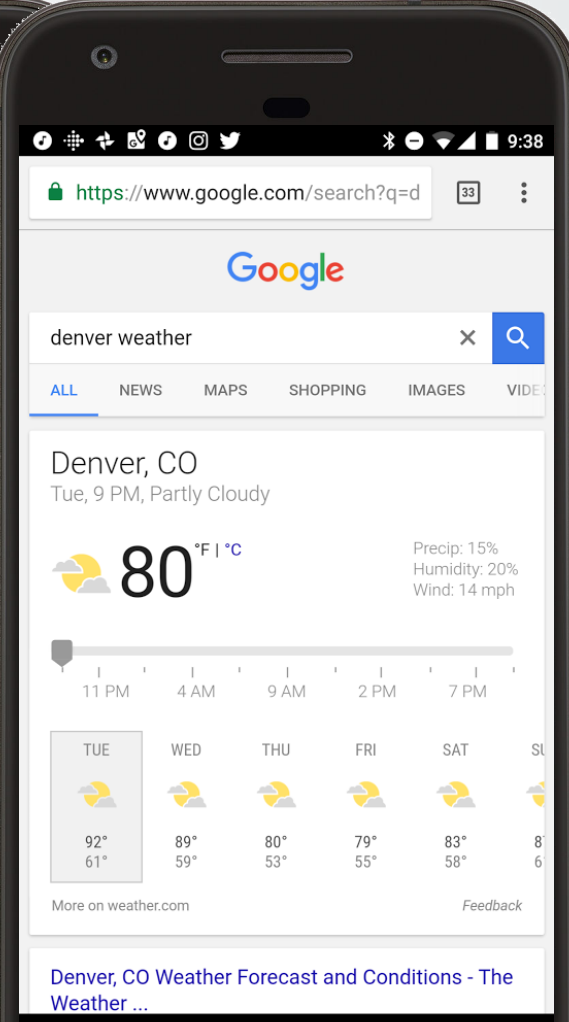 9:38
https://www.google.com/search?q=d
33
Google
denver weather
ALL NEWS MAPS SHOPPING IMAGES
Denver, CO
Tue, 9 PM, Partly Cloudy
80 °F | °C
Precip: 15%
Humidity: 20%
Wind: 14 mph
11 PM 4 AM 9 AM 2 PM 7 PM
TUE WED THU FRI SAT
92° 89° 80° 79° 83°
61° 59° 53° 55° 58°
More on weather.com Feedback
Denver, CO Weather Forecast and Conditions - The
Weather ...